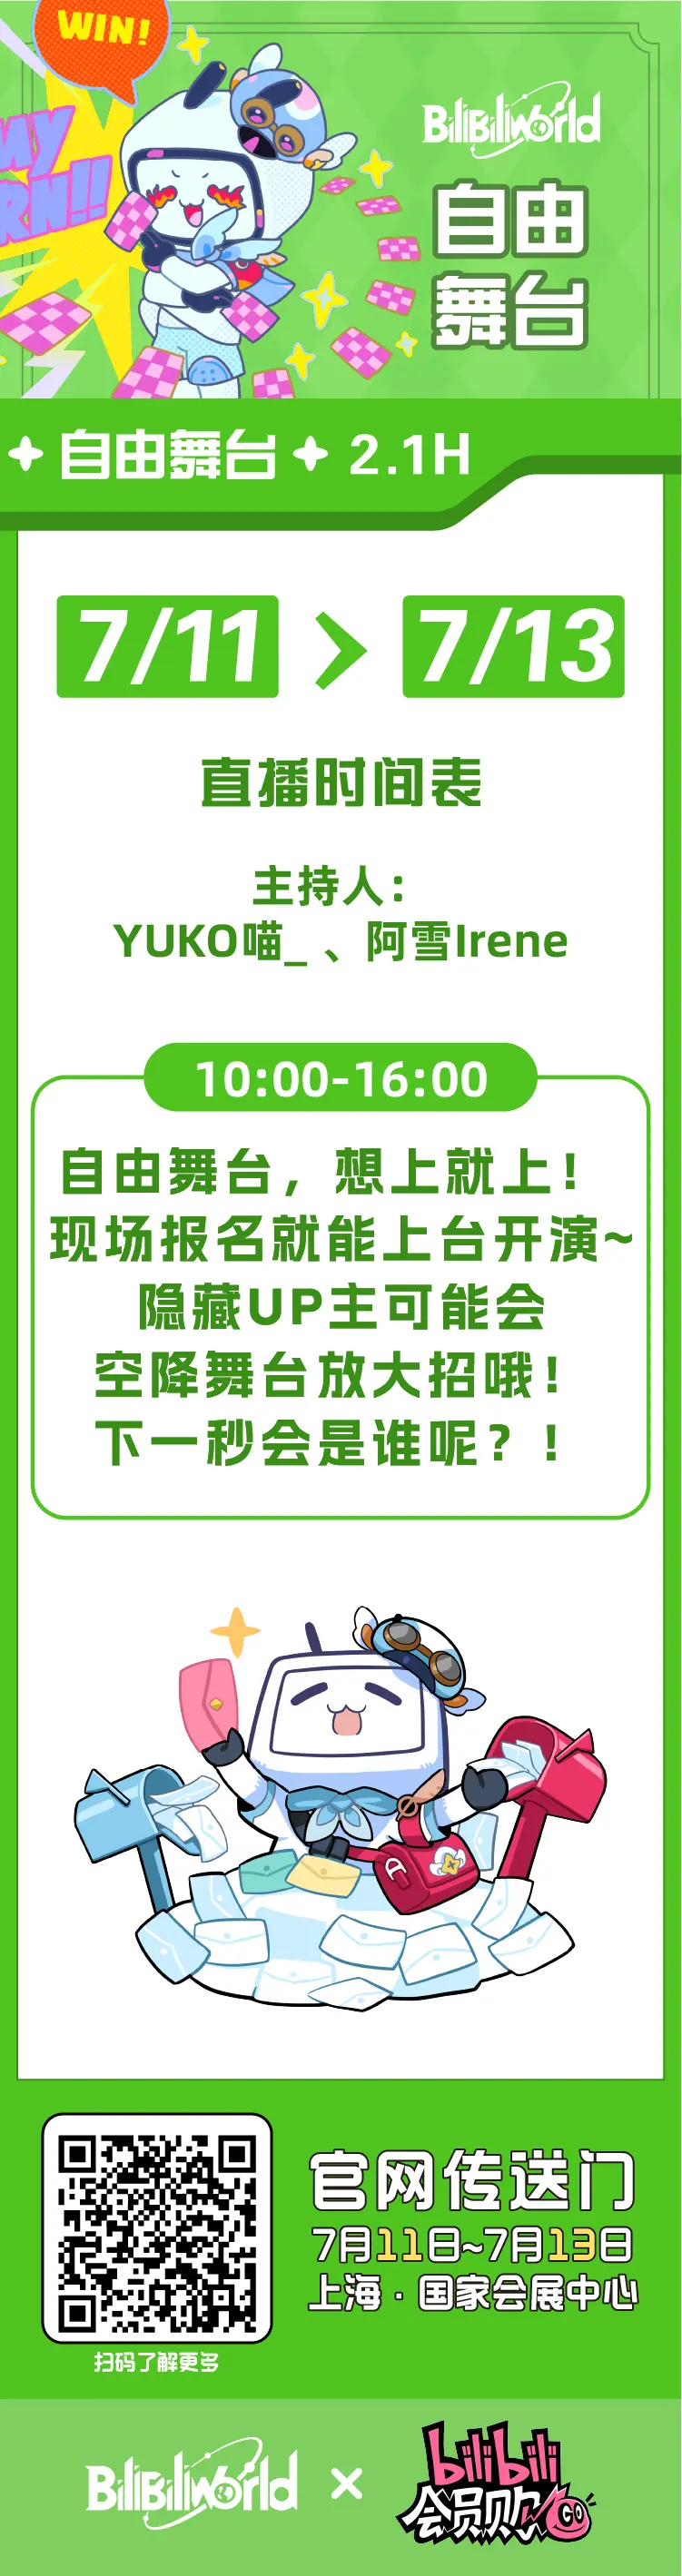 WIN!
MY
RN!!
BiliBiliWorld
自由
舞台
自由舞台 2.1H
7/11 > 7/13
直播时间表
主持人：
YUKO喵_ 、阿雪Irene
10:00-16:00
自由舞台，想上就上！
现场报名就能上台开演~
隐藏UP主可能会
空降舞台放大招哦！
下一秒会是谁呢？！
官网传送门
7月11日~7月13日
上海·国家会展中心
扫码了解更多
BiliBiliWorld × bilibili
会员购 GO